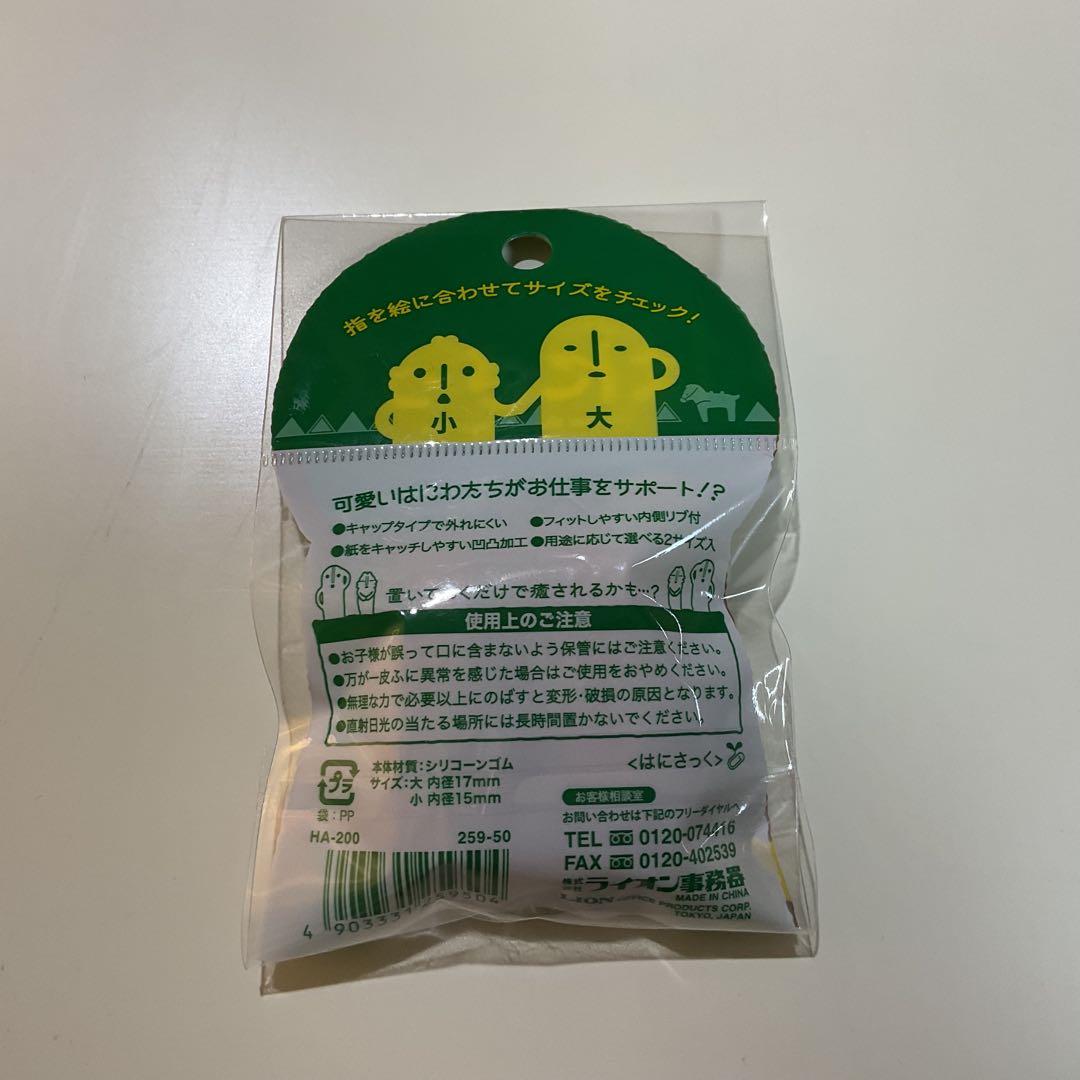 指を絵に合わせてサイズをチェック!
小
大
可愛いはにわたちがお仕事をサポート!?
●キャップタイプで外れにくい ●フィットしやすい内側リブ付
●紙をキャッチしやすい凹凸加工 ●用途に応じて選べる2サイズ入
置いておくだけで癒されるかも…?
使用上のご注意
●お子様が誤って口に含まないよう保管にはご注意ください。
●万が一皮ふに異常を感じた場合はご使用をおやめください。
●無理な力で必要以上にのばすと変形・破損の原因となります。
●直射日光の当たる場所には長時間置かないでください。
プラ
袋:PP
本体材質:シリコーンゴム
サイズ:大 内径17mm
小 内径15mm
<はにさっく>
HA-200 259-50
お客様相談室
お問い合わせは下記のフリーダイヤルへ
TEL 0120-074416
FAX 0120-402539
株式会社 ライオン事務器
MADE IN CHINA
LION OFFICE PRODUCTS CORP.
TOKYO, JAPAN
4 903331 259504